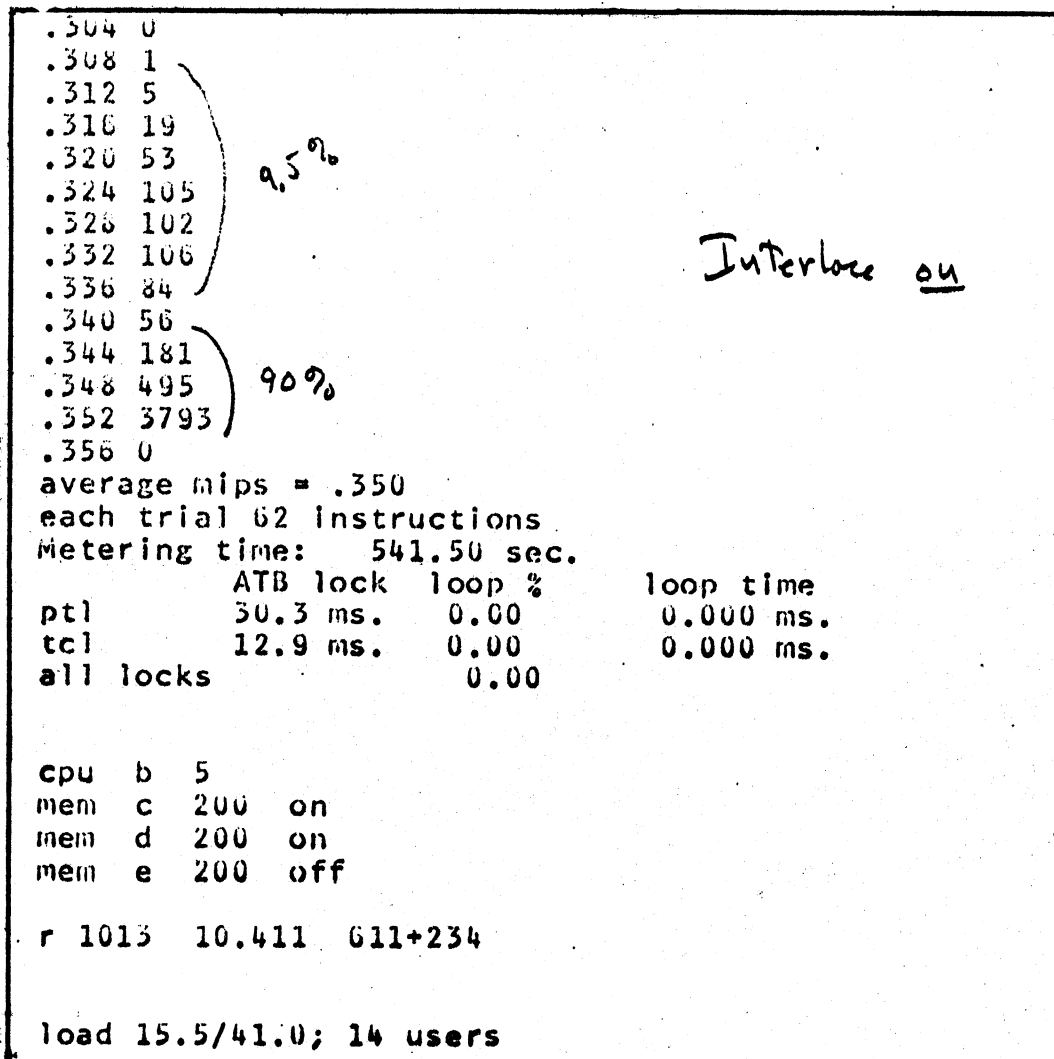 .304 0
.308 1
.312 5
.316 19
.320 53
.324 105
.328 102
.332 106
.336 84
9.5%
Interlace on
.340 56
.344 181
.348 495
.352 3793
90%
.356 0
average mips = .350
each trial 62 instructions
Metering time: 541.50 sec.
ATB lock loop % loop time
ptl 30.3 ms. 0.00 0.000 ms.
tcl 12.9 ms. 0.00 0.000 ms.
all locks 0.00
cpu b 5
mem c 200 on
mem d 200 on
mem e 200 off
r 1013 10.411 611+234
load 15.5/41.0; 14 users